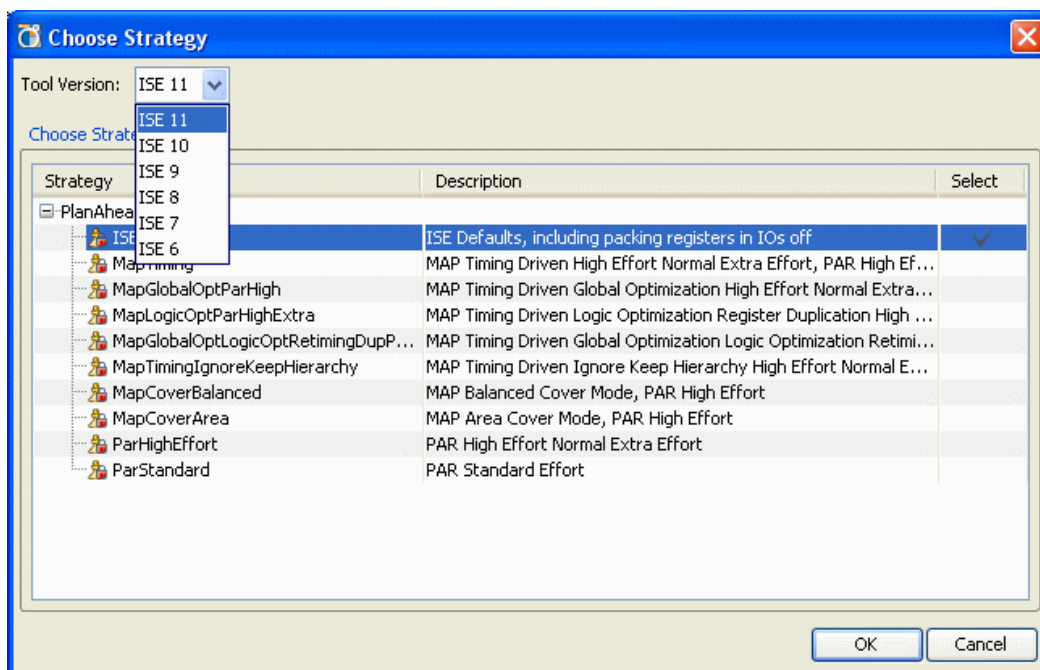 Choose Strategy
Tool Version: ISE 11
ISE 11
ISE 10
ISE 9
ISE 8
ISE 7
ISE 6
Choose Strate
Strategy Description Select
PlanAhea
ISE ISE Defaults, including packing registers in IOs off
MapTiming MAP Timing Driven High Effort Normal Extra Effort, PAR High Ef...
MapGlobalOptParHigh MAP Timing Driven Global Optimization High Effort Normal Extra...
MapLogicOptParHighExtra MAP Timing Driven Logic Optimization Register Duplication High ...
MapGlobalOptLogicOptRetimingDupP... MAP Timing Driven Global Optimization Logic Optimization Retimi...
MapTimingIgnoreKeepHierarchy MAP Timing Driven Ignore Keep Hierarchy High Effort Normal E...
MapCoverBalanced MAP Balanced Cover Mode, PAR High Effort
MapCoverArea MAP Area Cover Mode, PAR High Effort
ParHighEffort PAR High Effort Normal Extra Effort
ParStandard PAR Standard Effort
OK Cancel